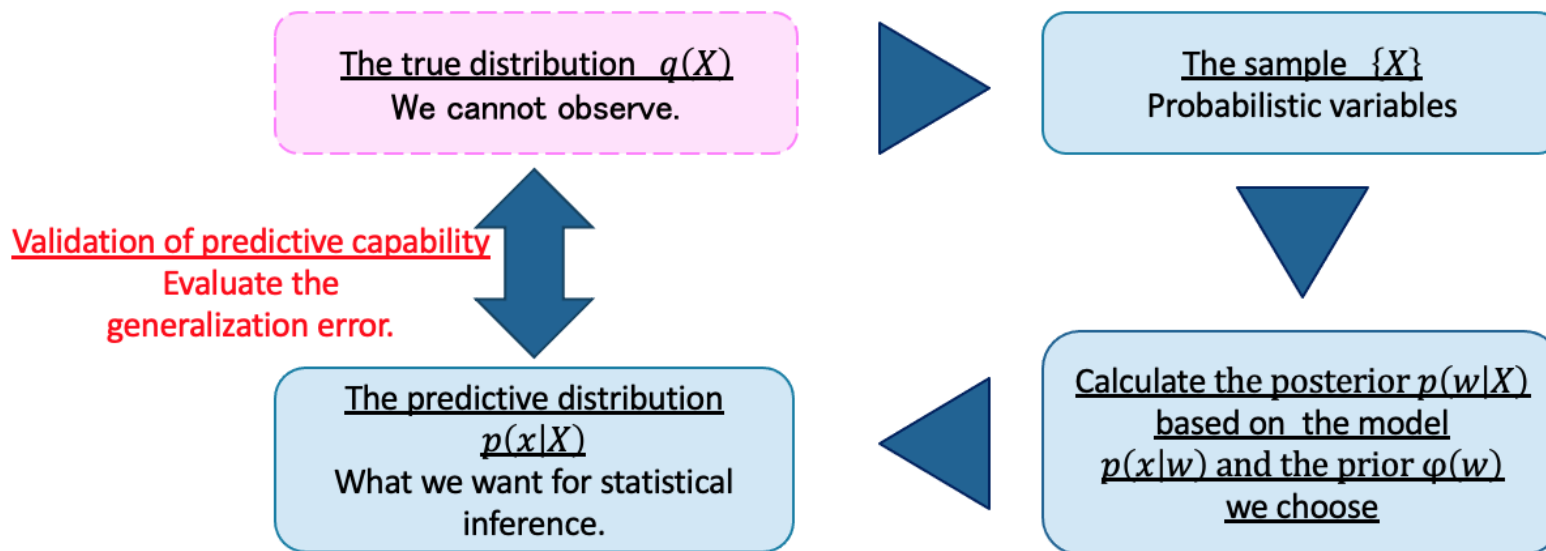 The true distribution q(X)
We cannot observe.
The sample {X}
Probabilistic variables
Validation of predictive capability
Evaluate the
generalization error.
The predictive distribution
p(x|X)
What we want for statistical
inference.
Calculate the posterior p(w|X)
based on the model
p(x|w) and the prior φ(w)
we choose